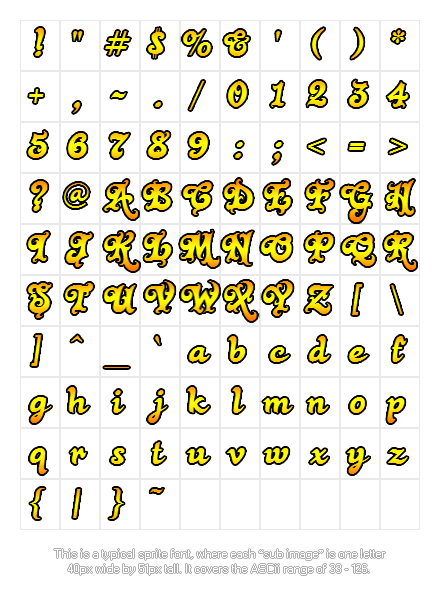 ! " # $ % & ' ( ) *
+ , ~ . / 0 1 2 3 4
5 6 7 8 9 : ; < = >
? @ A B C D E F G H
I J K L M N O P Q R
S T U V W X Y Z [ \
] ^ _ ` a b c d e f
g h i j k l m n o p
q r s t u v w x y z
{ | } ~
This is a typical sprite font, where each "sub image" is one letter
40px wide by 51px tall. It covers the ASCii range of 33 - 126.